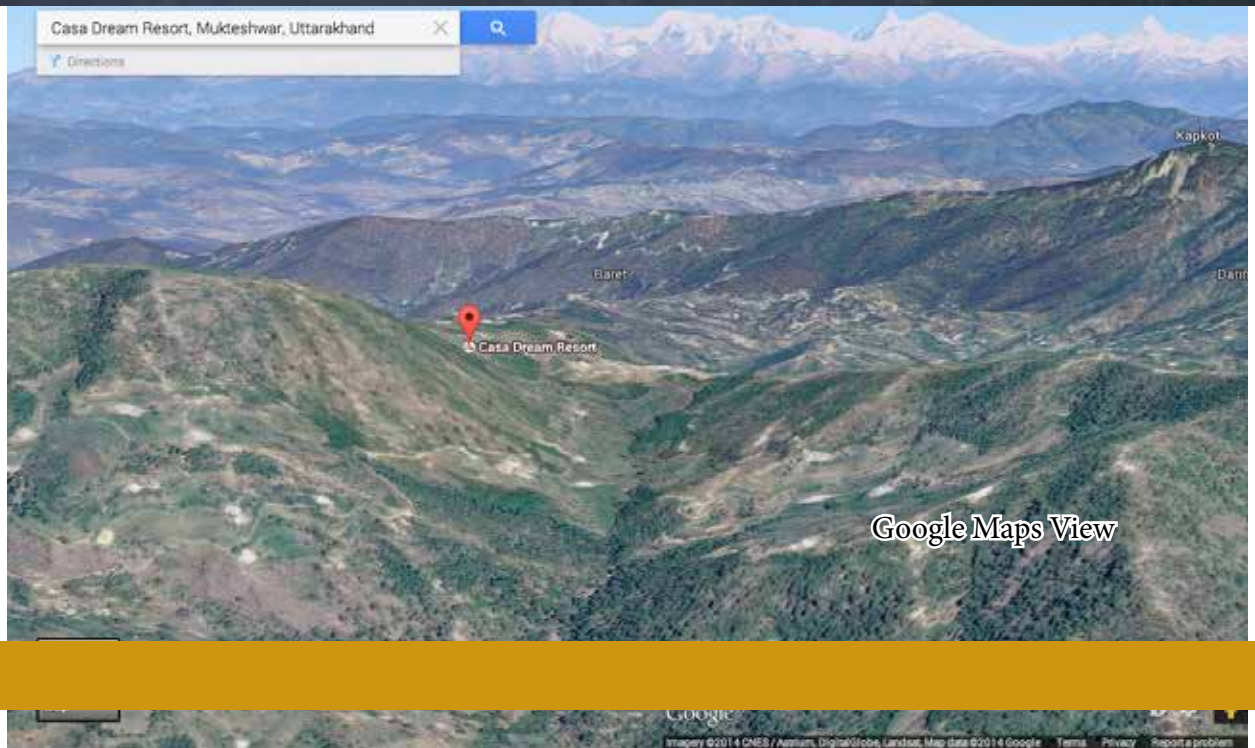 Casa Dream Resort, Mukteshwar, Uttarakhand
Directions
Kapkot
Baret
Casa Dream Resort
Google Maps View
Google
Imagery ©2014 CNES / Astrium, DigitalGlobe, Landsat, Map data ©2014 Google Terms Privacy Report a problem